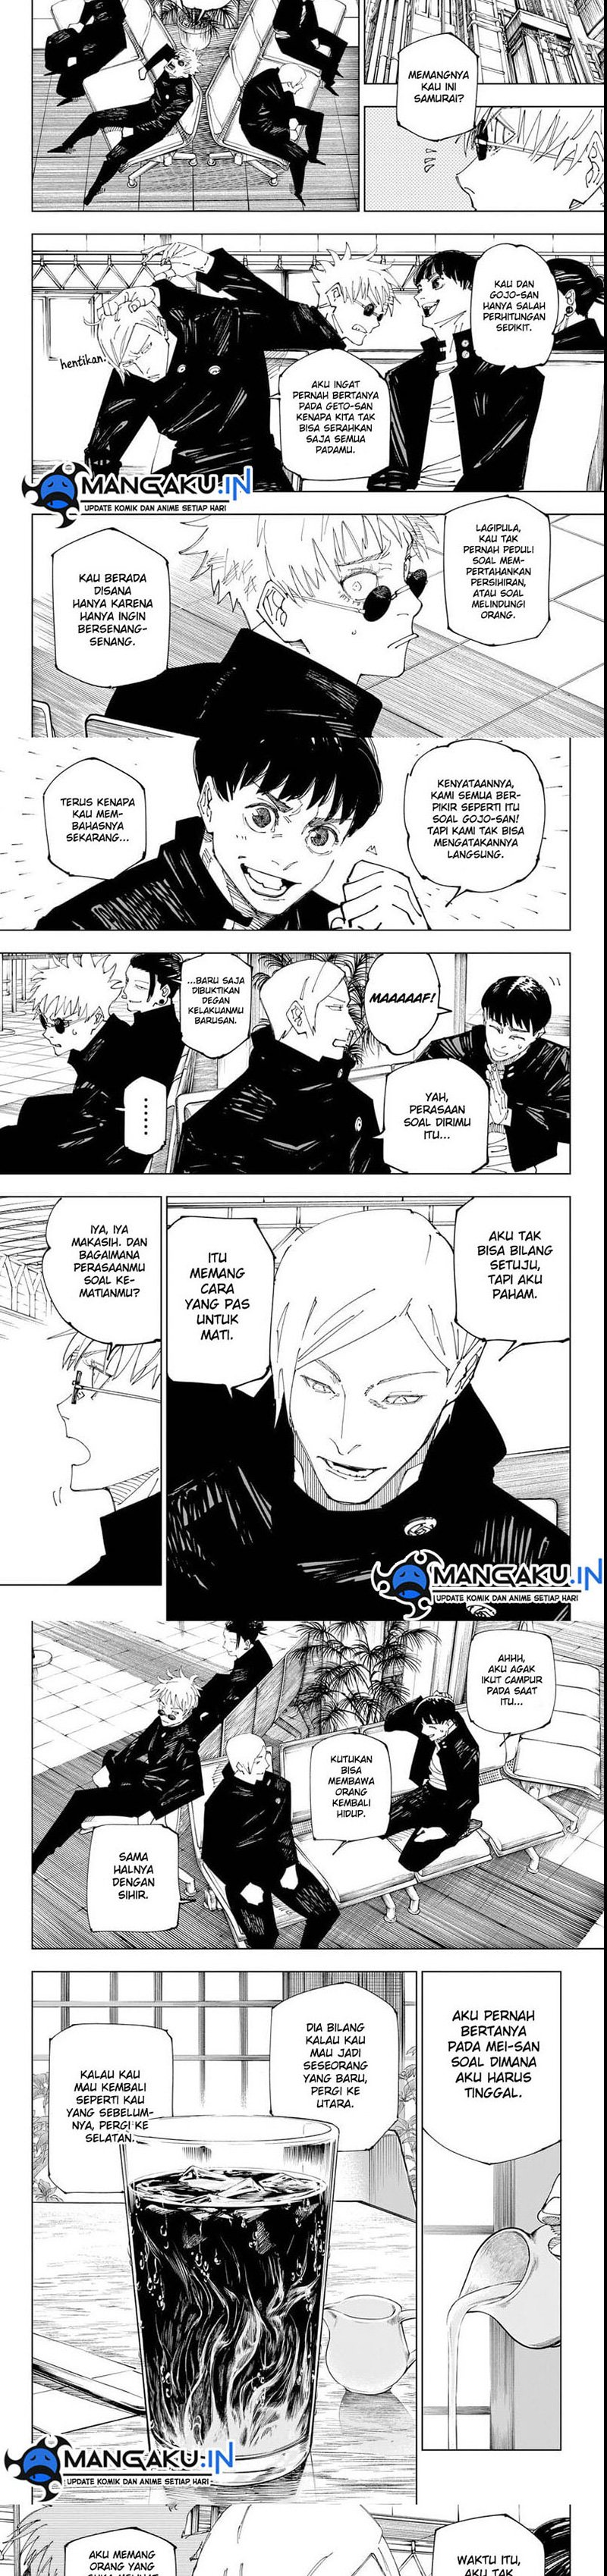 MEMANGNYA
KAU INI
SAMURAI?
KAU DAN
GOJO-SAN
HANYA SALAH
PERHITUNGAN
SEDIKIT.
AKU INGAT
PERNAH BERTANYA
PADA GETO-SAN
KENAPA KITA TAK
BISA SERAHKAN
SAJA SEMUA
PADAMU.
hentikan.
MANGAKU.IN
UPDATE KOMIK DAN ANIME SETIAP HARI
LAGIPULA,
KAU TAK
PERNAH PEDULI
SOAL MEM-
PERTAHANKAN
PERSIHIRAN,
ATAU SOAL
MELINDUNGI
ORANG.
KAU BERADA
DISANA
HANYA KARENA
HANYA INGIN
BERSENANG-
SENANG.
KENYATAANNYA,
KAMI SEMUA BER-
PIKIR SEPERTI ITU
SOAL GOJO-SAN!
TAPI KAMI TAK BISA
MENGATAKANNYA
LANGSUNG.
TERUS KENAPA
KAU MEM-
BAHASNYA
SEKARANG...
MAAAAAF!
YAH,
PERASAAN
SOAL DIRIMU
ITU...
...BARU SAJA
DIBUKTIKAN
DEGAN
KELAKUANMU
BARUSAN.
AKU TAK
BISA BILANG
SETUJU,
TAPI AKU
PAHAM.
ITU
MEMANG
CARA
YANG PAS
UNTUK
MATI.
IYA, IYA
MAKASIH. DAN
BAGAIMANA
PERASAANMU
SOAL KE-
MATIANMU?
MANGAKU.IN
UPDATE KOMIK DAN ANIME SETIAP HARI
AHHH,
AKU AGAK
IKUT CAMPUR
PADA SAAT
ITU...
KUTUKAN
BISA
MEMBAWA
ORANG
KEMBALI
HIDUP.
SAMA
HALNYA
DENGAN
SIHIR.
AKU PERNAH
BERTANYA
PADA MEI-SAN
SOAL DIMANA
AKU HARUS
TINGGAL.
DIA BILANG
KALAU KAU
MAU JADI
SESEORANG
YANG BARU,
PERGI KE
UTARA.
KALAU KAU
MAU KEMBALI
SEPERTI KAU
YANG SEBELUM-
NYA, PERGI KE
SELATAN.
MANGAKU.IN
UPDATE KOMIK DAN ANIME SETIAP HARI
WAKTU ITU,
AKU TAK
AKU MEMANG
ORANG YANG